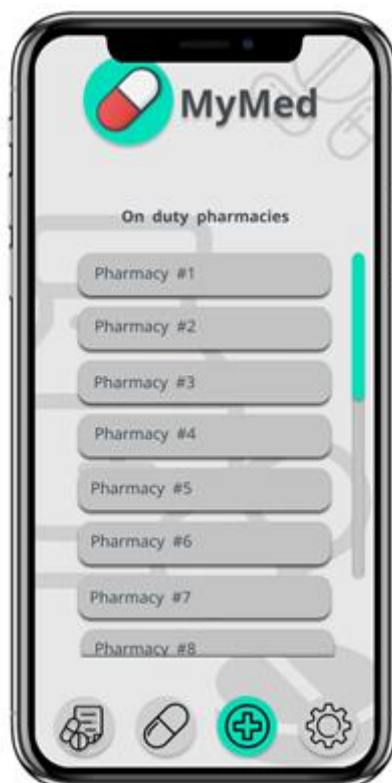 MyMed
On duty pharmacies
Pharmacy #1
Pharmacy #2
Pharmacy #3
Pharmacy #4
Pharmacy #5
Pharmacy #6
Pharmacy #7
Pharmacy #8